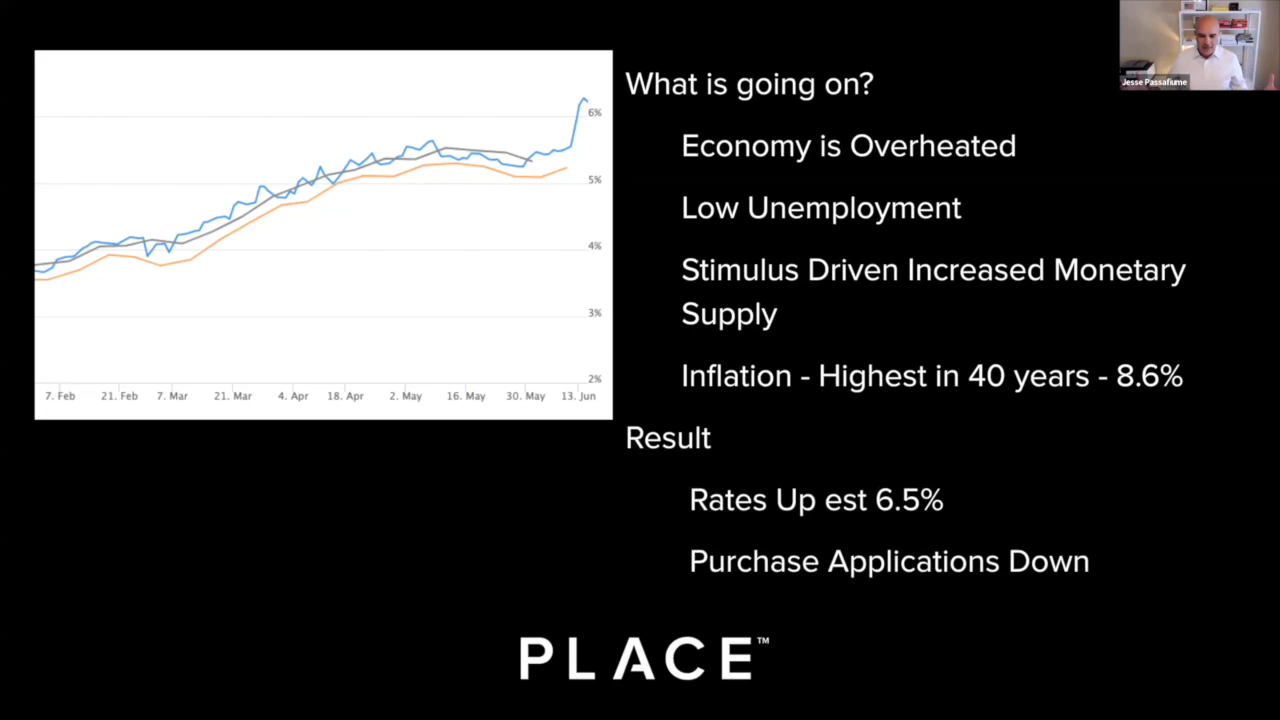 Jesse Passafiume
What is going on?
Economy is Overheated
Low Unemployment
Stimulus Driven Increased Monetary
Supply
Inflation - Highest in 40 years - 8.6%
Result
Rates Up est 6.5%
Purchase Applications Down
6%
5%
4%
3%
2%
7. Feb 21. Feb 7. Mar 21. Mar 4. Apr 18. Apr 2. May 16. May 30. May 13. Jun
PLACE™